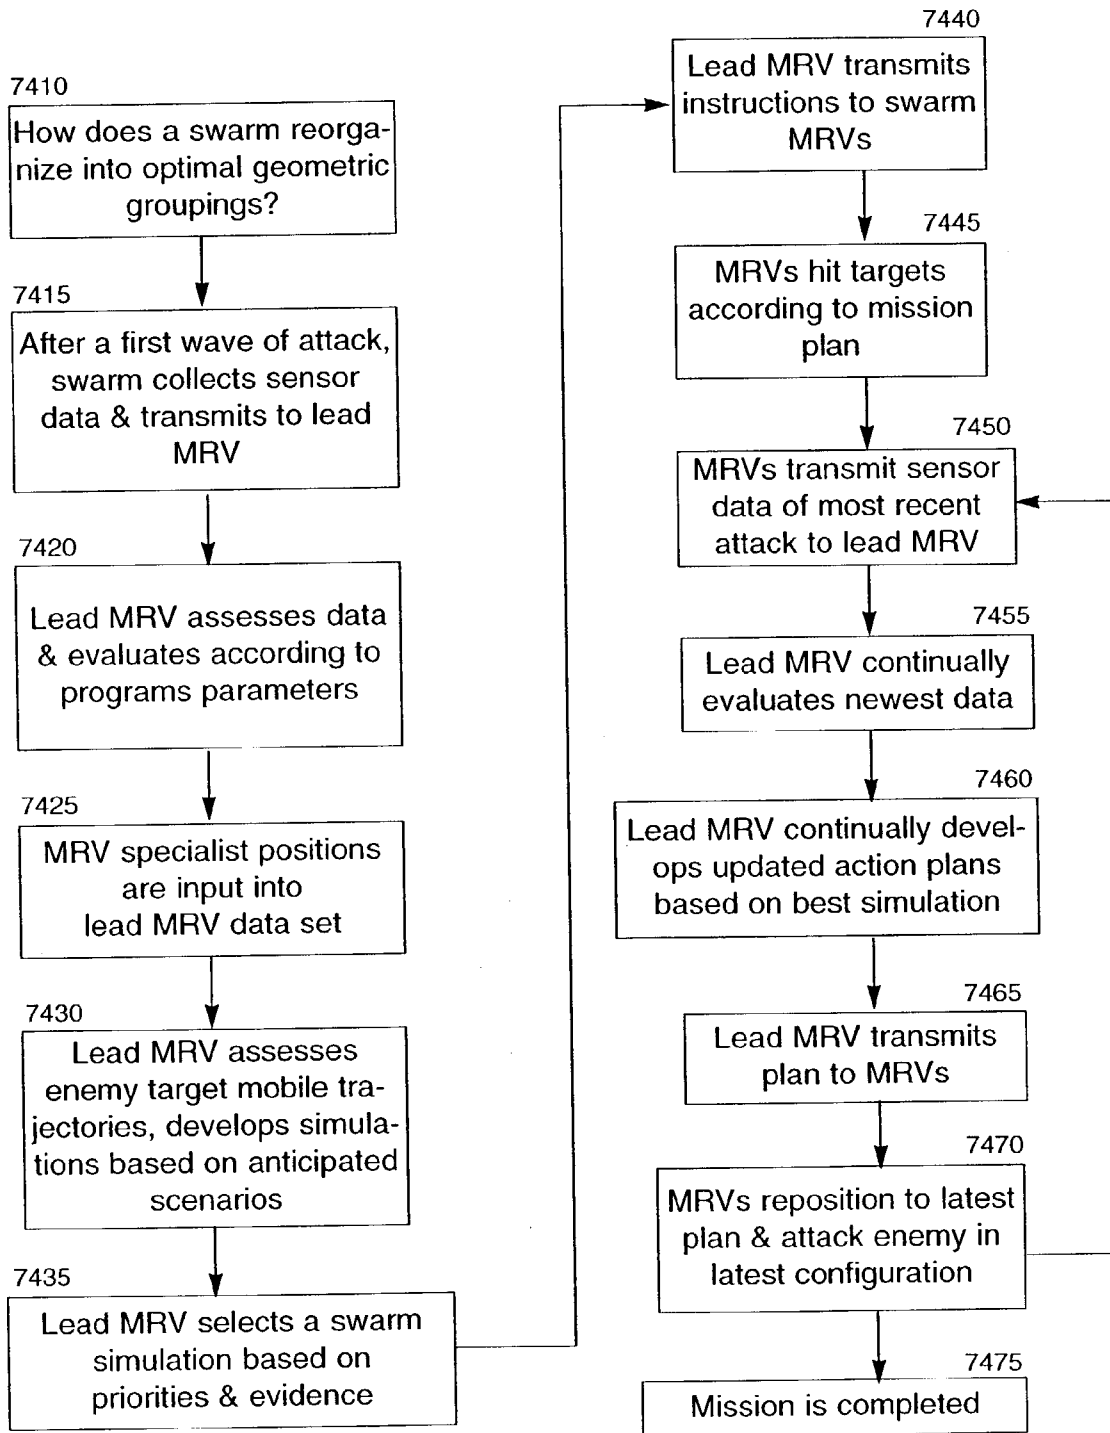 7410
How does a swarm reorga-
nize into optimal geometric
groupings?
7415
After a first wave of attack,
swarm collects sensor
data & transmits to lead
MRV
7420
Lead MRV assesses data
& evaluates according to
programs parameters
7425
MRV specialist positions
are input into
lead MRV data set
7430
Lead MRV assesses
enemy target mobile tra-
jectories, develops simula-
tions based on anticipated
scenarios
7435
Lead MRV selects a swarm
simulation based on
priorities & evidence
7440
Lead MRV transmits
instructions to swarm
MRVs
7445
MRVs hit targets
according to mission
plan
7450
MRVs transmit sensor
data of most recent
attack to lead MRV
7455
Lead MRV continually
evaluates newest data
7460
Lead MRV continually devel-
ops updated action plans
based on best simulation
7465
Lead MRV transmits
plan to MRVs
7470
MRVs reposition to latest
plan & attack enemy in
latest configuration
7475
Mission is completed